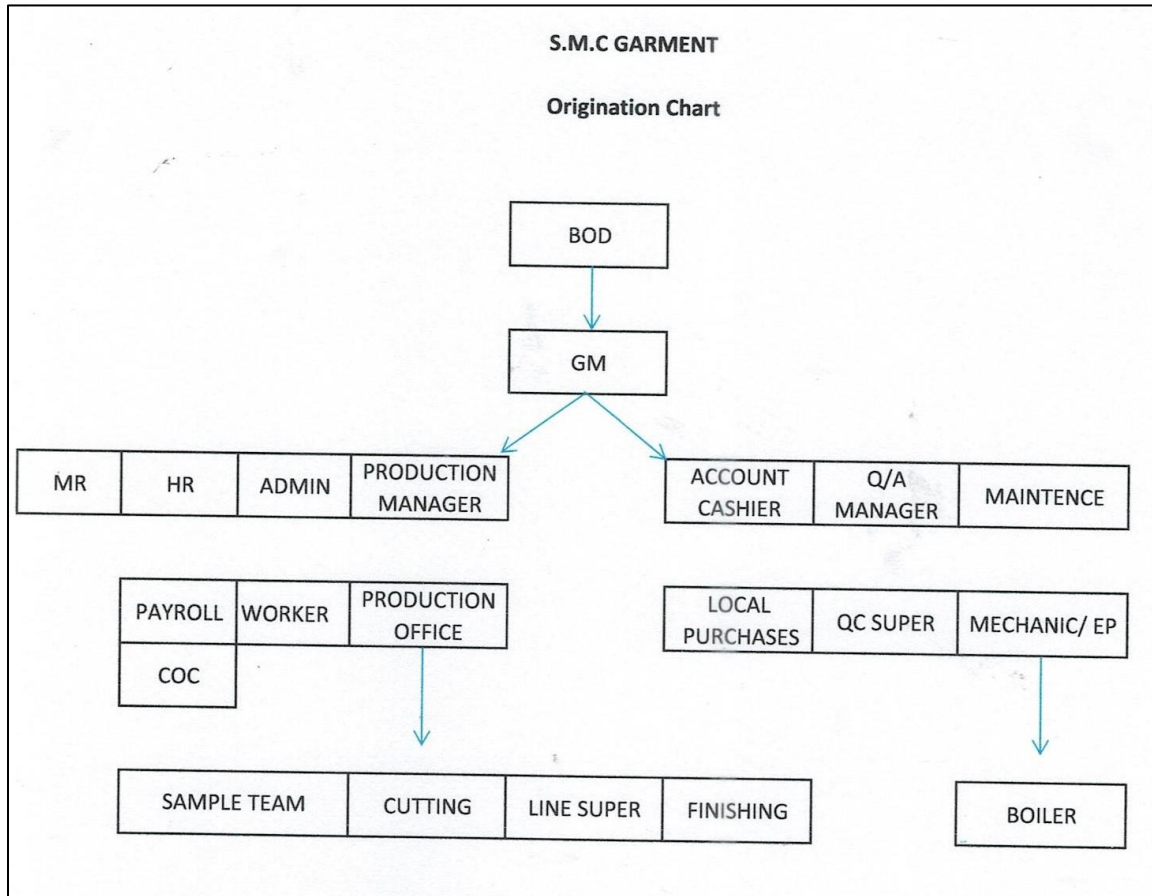 S.M.C GARMENT
Origination Chart
BOD
GM
MR
HR
ADMIN
PRODUCTION
MANAGER
ACCOUNT
CASHIER
Q/A
MANAGER
MAINTENCE
PAYROLL
WORKER
PRODUCTION
OFFICE
LOCAL
PURCHASES
QC SUPER
MECHANIC/ EP
COC
SAMPLE TEAM
CUTTING
LINE SUPER
FINISHING
BOILER